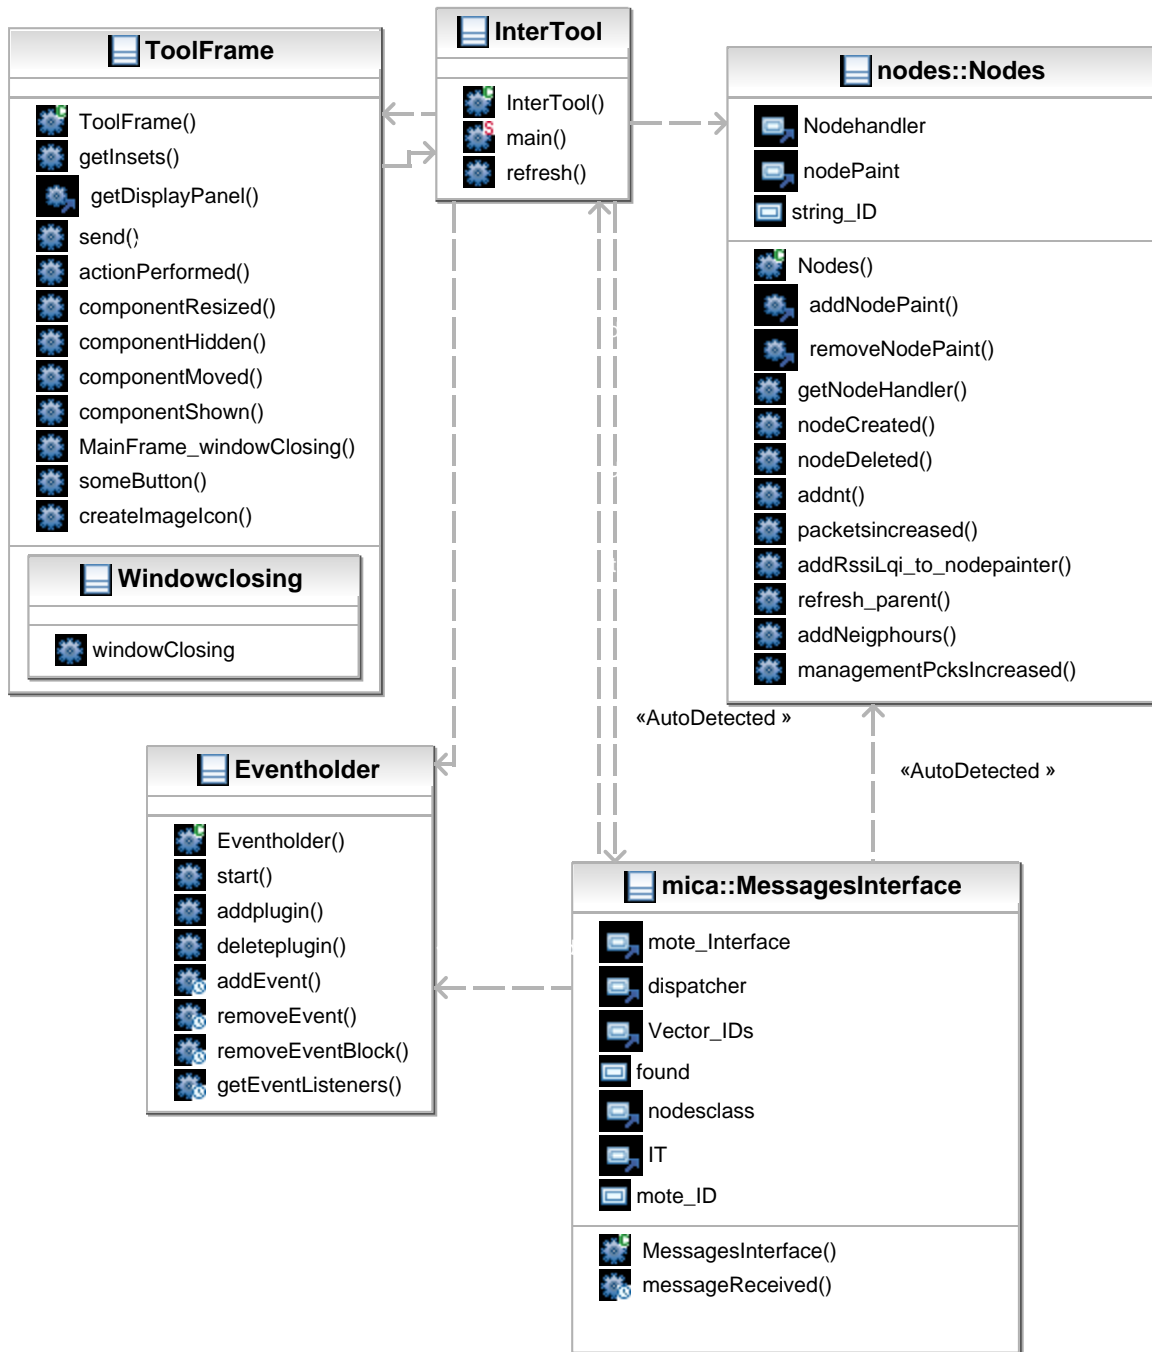 ToolFrame
ToolFrame()
getInsets()
getDisplayPanel()
send()
actionPerformed()
componentResized()
componentHidden()
componentMoved()
componentShown()
MainFrame_windowClosing()
someButton()
createImageIcon()
Windowclosing
windowClosing
InterTool
InterTool()
main()
refresh()
nodes::Nodes
Nodehandler
nodePaint
string_ID
Nodes()
addNodePaint()
removeNodePaint()
getNodeHandler()
nodeCreated()
nodeDeleted()
addnt()
packetsincreased()
addRssiLqi_to_nodepainter()
refresh_parent()
addNeigphours()
managementPcksIncreased()
«AutoDetected »
«AutoDetected »
Eventholder
Eventholder()
start()
addplugin()
deleteplugin()
addEvent()
removeEvent()
removeEventBlock()
getEventListeners()
mica::MessagesInterface
mote_Interface
dispatcher
Vector_IDs
found
nodesclass
IT
mote_ID
MessagesInterface()
messageReceived()